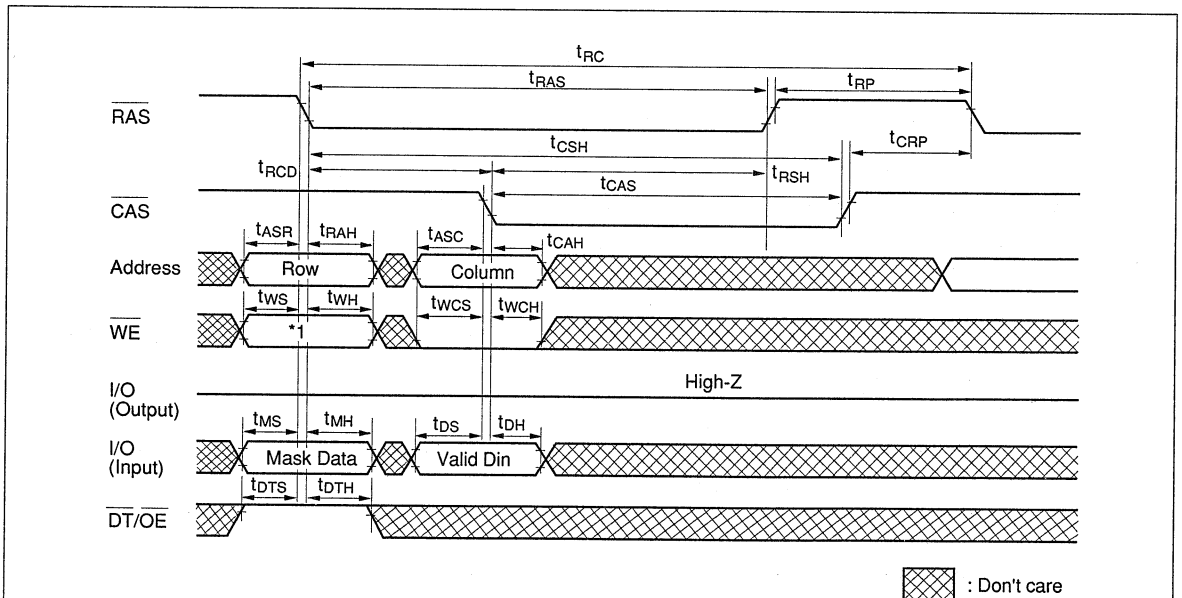 tRC
tRAS
tRP
RAS
tCSH
tCRP
tRCD
tRSH
tCAS
CAS
tASR
tRAH
tASC
tCAH
Address
Row
Column
tWS
tWH
tWCS
tWCH
WE
*1
I/O
(Output)
High-Z
tMS
tMH
tDS
tDH
I/O
(Input)
Mask Data
Valid Din
tDTS
tDTH
DT/OE
: Don't care